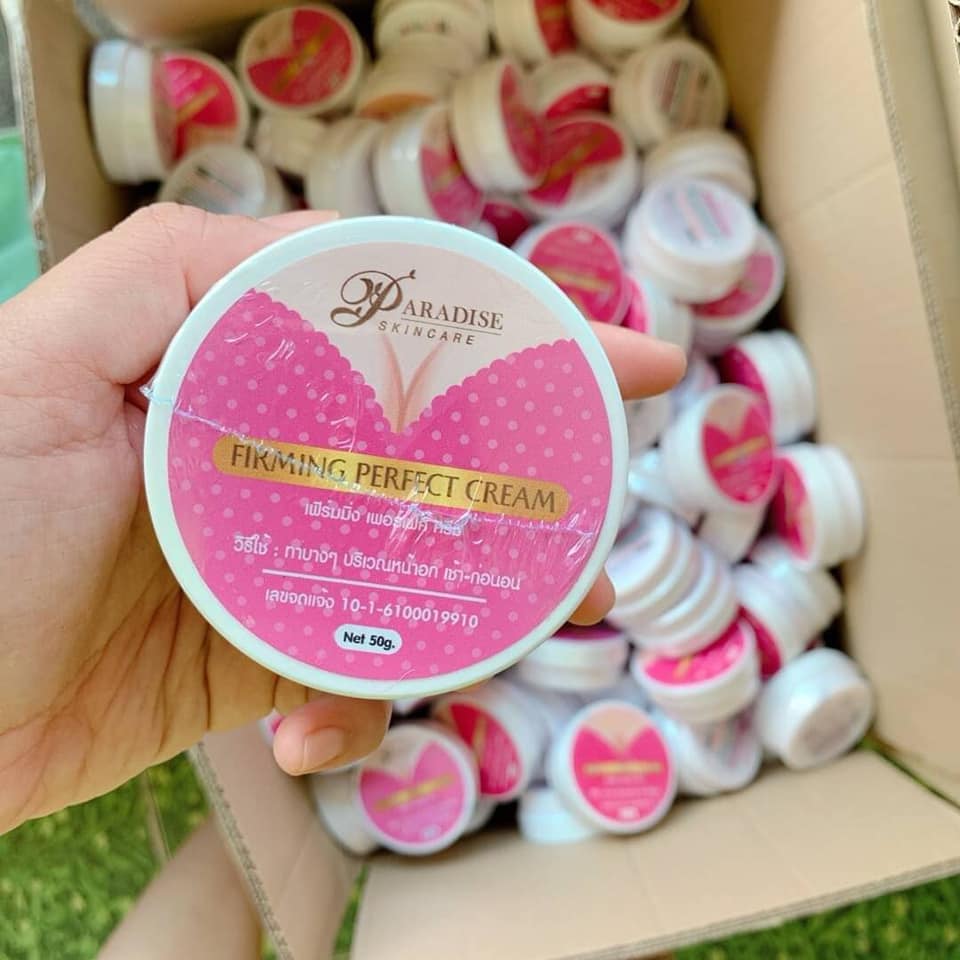 PARADISE
SKINCARE
FIRMING PERFECT CREAM
เฟิร์มมิ่ง เพอร์เฟค ครีม
วิธีใช้ : ทาบางๆ บริเวณหน้าอก เช้า-ก่อนอน
เลขจดแจ้ง 10-1-6100019910
Net 50g.